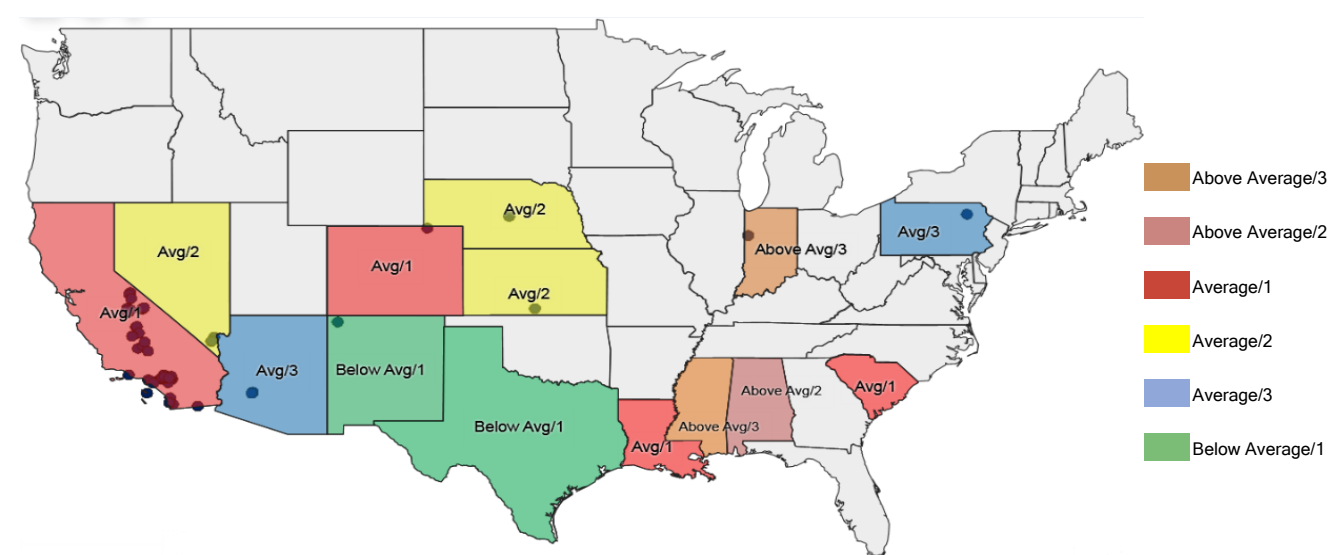 Avg/2
Avg/2
Avg/1
Avg/2
Avg/1
Avg/3
Below Avg/1
Below Avg/1
Above Avg/3
Avg/3
Above Avg/2
Avg/1
Above Avg/3
Avg/1
Above Average/3
Above Average/2
Average/1
Average/2
Average/3
Below Average/1